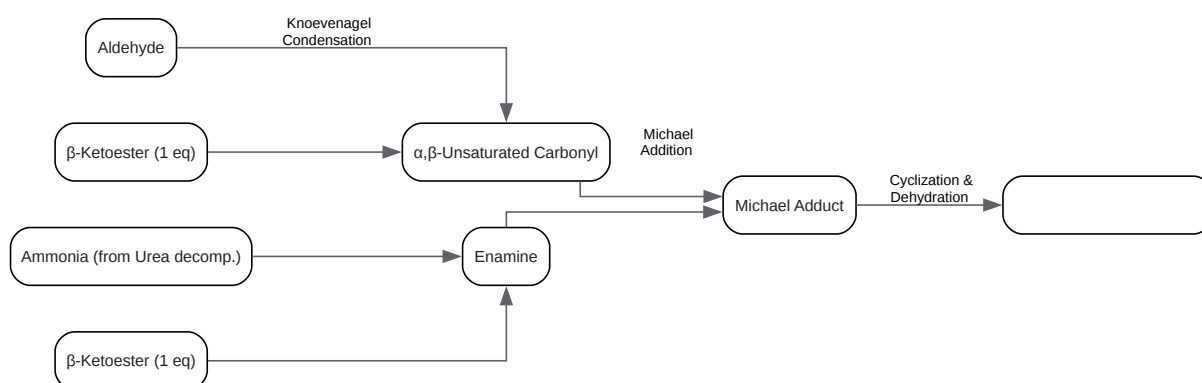 Knoevenagel
Condensation
Aldehyde
Michael
Addition
β-Ketoester (1 eq)
α,β-Unsaturated Carbonyl
Cyclization &
Dehydration
Michael Adduct
Ammonia (from Urea decomp.)
Enamine
β-Ketoester (1 eq)